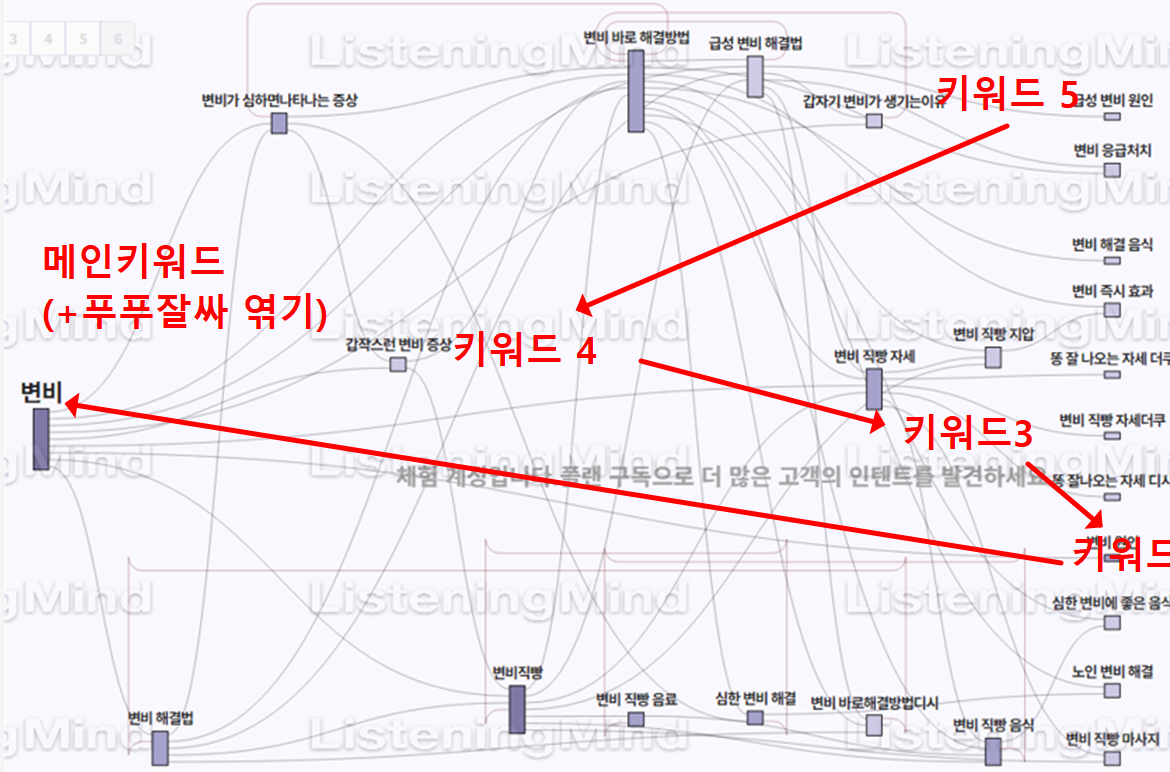 3 4 5 6
ListeningMind ListeningMind
변비 바로 해결방법
급성 변비 해결법
변비가 심하면나타나는 증상
갑자기 변비가 생기는이유
키워드 5
급성 변비 원인
변비 응급처치
ListeningMind
변비 해결 음식
메인키워드
(+푸푸잘싸 엮기)
변비 즉시 효과
ListeningMind
갑작스런 변비 증상
키워드 4
변비 직빵 지압
변비 직빵 자세
똥 잘 나오는 자세 더쿠
변비
변비 직빵 자세더쿠
키워드3
ListeningMind
체험 계정입니다 플랜 구독으로 더 많은 고객의 인텐트를 발견하세요
똥 잘나오는 자세 디시
변비 원인
키워드
ListeningMind ListeningMind
심한 변비에 좋은 음식
변비직빵
노인 변비 해결
변비 직빵 음료
심한 변비 해결
변비 바로해결방법디시
변비 해결법
변비 직빵 음식
변비 직빵 마사지
ListeningMind ListeningMind